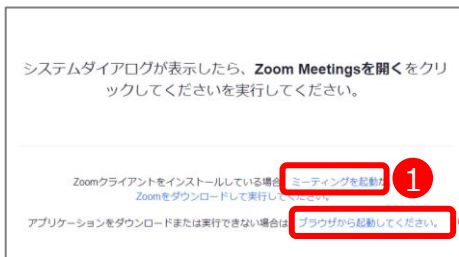 システムダイアログが表示したら、Zoom Meetingsを開くをクリ
ックしてくださいを実行してください。
Zoomクライアントをインストールしている場合 ミーティングを起動か、
1
Zoomをダウンロードして実行してください。
アプリケーションをダウンロードまたは実行できない場合は ブラウザから起動してください。